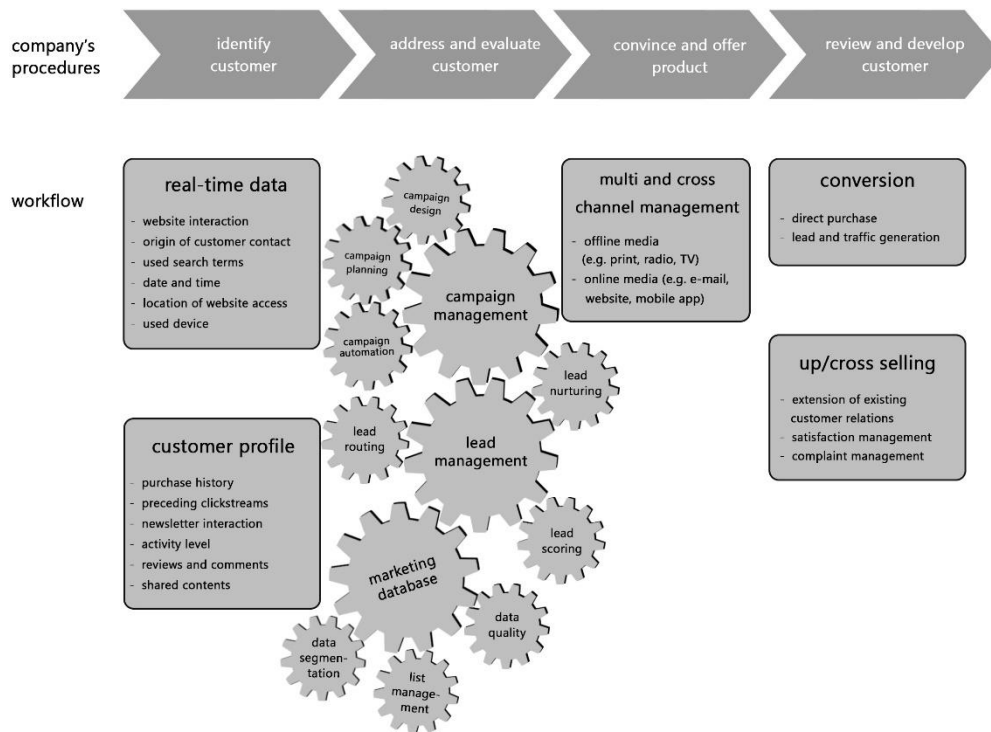 company's
procedures
identify
customer
address and evaluate
customer
convince and offer
product
review and develop
customer
workflow
real-time data
- website interaction
- origin of customer contact
- used search terms
- date and time
- location of website access
- used device
customer profile
- purchase history
- preceding clickstreams
- newsletter interaction
- activity level
- reviews and comments
- shared contents
campaign
design
campaign
planning
campaign
automation
campaign
management
lead
nurturing
lead
routing
lead
management
lead
scoring
marketing
database
data
quality
data
segmen-
tation
list
manage-
ment
multi and cross
channel management
- offline media
(e.g. print, radio, TV)
- online media (e.g. e-mail,
website, mobile app)
conversion
- direct purchase
- lead and traffic generation
up/cross selling
- extension of existing
customer relations
- satisfaction management
- complaint management